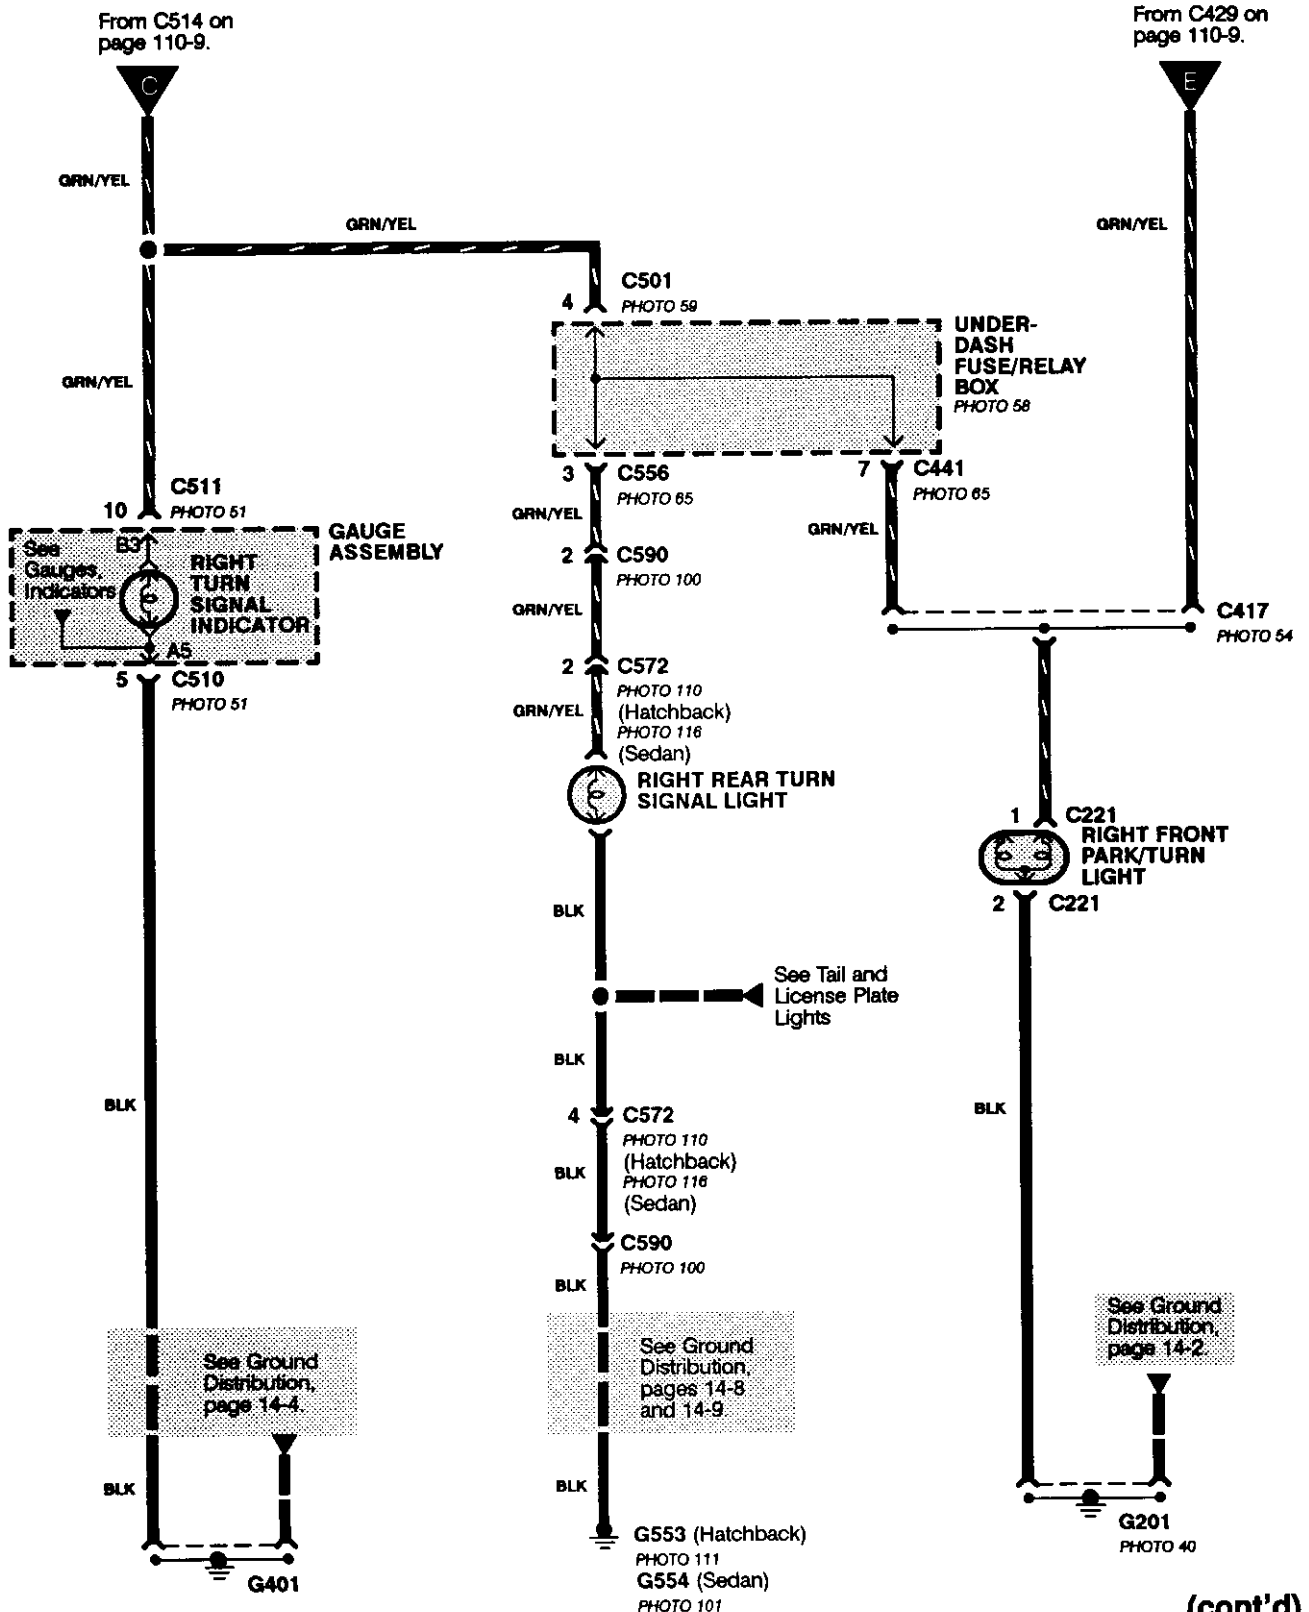 From C514 on
page 110-9.
C
From C429 on
page 110-9.
E
GRN/YEL
GRN/YEL
GRN/YEL
GRN/YEL
C501
4
PHOTO 59
UNDER-
DASH
FUSE/RELAY
BOX
PHOTO 58
3
C556
PHOTO 65
7
C441
PHOTO 65
GRN/YEL
GRN/YEL
C511
10
PHOTO 51
GAUGE
ASSEMBLY
See
Gauges,
Indicators
B3
RIGHT
TURN
SIGNAL
INDICATOR
A5
5
C510
PHOTO 51
2
C590
PHOTO 100
GRN/YEL
C417
PHOTO 54
2
C572
PHOTO 110
(Hatchback)
PHOTO 116
(Sedan)
GRN/YEL
RIGHT REAR TURN
SIGNAL LIGHT
1
C221
RIGHT FRONT
PARK/TURN
LIGHT
2
C221
BLK
See Tail and
License Plate
Lights
BLK
BLK
BLK
4
C572
PHOTO 110
(Hatchback)
PHOTO 116
(Sedan)
BLK
C590
PHOTO 100
BLK
See Ground
Distribution,
page 14-4.
See Ground
Distribution,
pages 14-8
and 14-9.
See Ground
Distribution,
page 14-2.
BLK
BLK
G401
G553 (Hatchback)
PHOTO 111
G554 (Sedan)
PHOTO 101
G201
PHOTO 40
(cont'd)